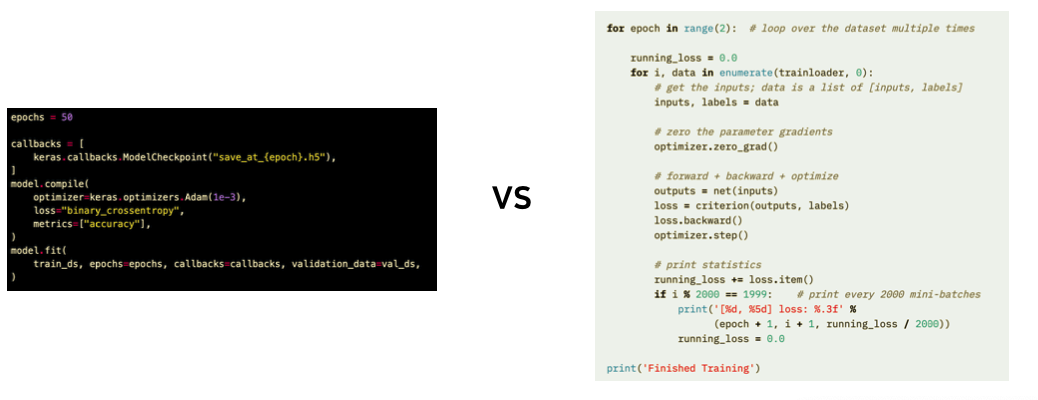 epochs = 50
callbacks = [
    keras.callbacks.ModelCheckpoint("save_at_{epoch}.h5"),
]
model.compile(
    optimizer=keras.optimizers.Adam(1e-3),
    loss="binary_crossentropy",
    metrics=["accuracy"],
)
model.fit(
    train_ds, epochs=epochs, callbacks=callbacks, validation_data=val_ds,
)
VS
for epoch in range(2):  # loop over the dataset multiple times
    running_loss = 0.0
    for i, data in enumerate(trainloader, 0):
        # get the inputs; data is a list of [inputs, labels]
        inputs, labels = data
        # zero the parameter gradients
        optimizer.zero_grad()
        # forward + backward + optimize
        outputs = net(inputs)
        loss = criterion(outputs, labels)
        loss.backward()
        optimizer.step()
        # print statistics
        running_loss += loss.item()
        if i % 2000 == 1999:    # print every 2000 mini-batches
            print('[%d, %5d] loss: %.3f' %
                  (epoch + 1, i + 1, running_loss / 2000))
            running_loss = 0.0
print('Finished Training')